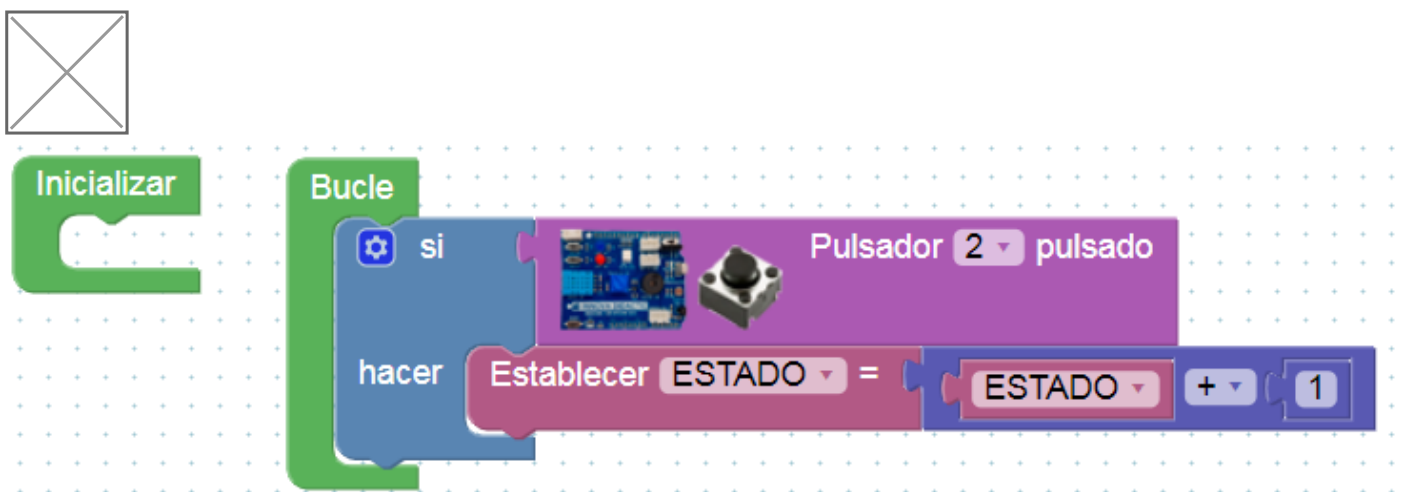 Inicializar
Bucle
si
Pulsador 2 pulsado
hacer
Establecer ESTADO = ESTADO + 1